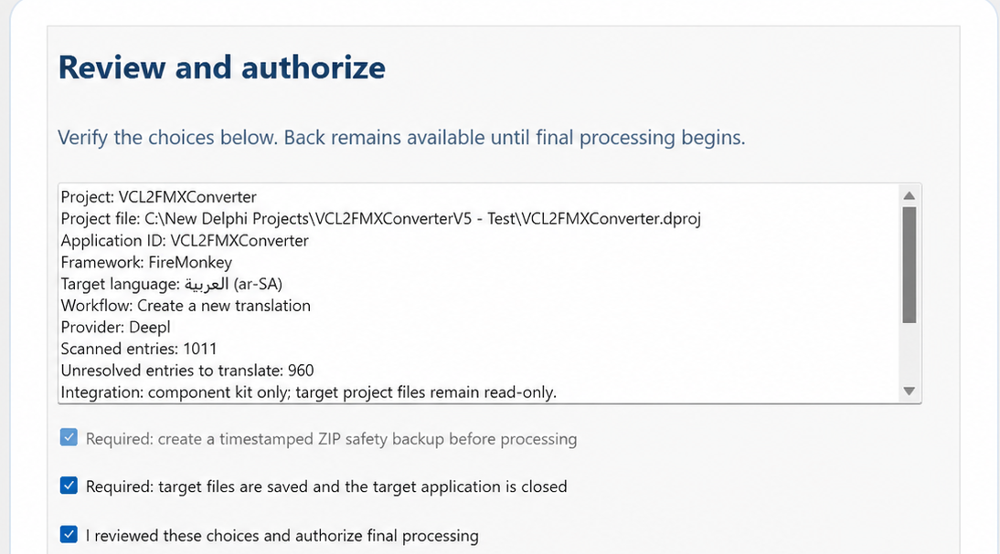 Review and authorize
Verify the choices below. Back remains available until final processing begins.
Project: VCL2FMXConverter
Project file: C:\New Delphi Projects\VCL2FMXConverterV5 - Test\VCL2FMXConverter.dproj
Application ID: VCL2FMXConverter
Framework: FireMonkey
Target language: العربية (ar-SA)
Workflow: Create a new translation
Provider: Deepl
Scanned entries: 1011
Unresolved entries to translate: 960
Integration: component kit only; target project files remain read-only.
Required: create a timestamped ZIP safety backup before processing
Required: target files are saved and the target application is closed
I reviewed these choices and authorize final processing